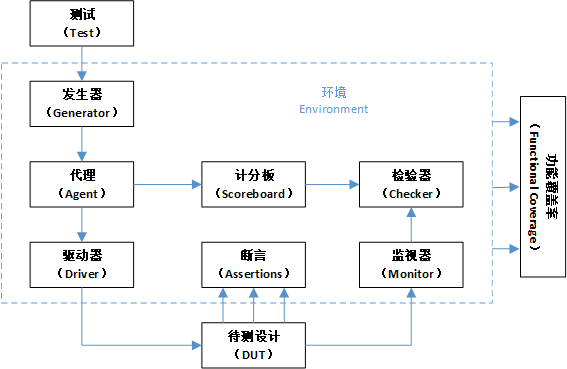 测试
（Test）
环境
Environment
发生器
（Generator）
代理
（Agent）
计分板
（Scoreboard）
检验器
（Checker）
驱动器
（Driver）
断言
（Assertions）
监视器
（Monitor）
待测设计
（DUT）
功能覆盖率
（Functional Coverage）